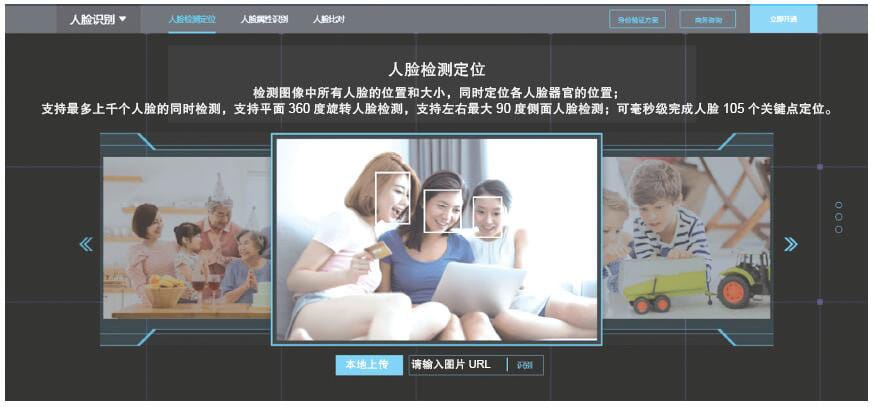 人脸识别
人脸检测定位
人脸属性识别
人脸比对
身份验证方案
商务咨询
立即开通
人脸检测定位
检测图像中所有人脸的位置和大小，同时定位各人脸器官的位置；
支持最多上千个人脸的同时检测，支持平面 360 度旋转人脸检测，支持左右最大 90 度侧面人脸检测；可毫秒级完成人脸 105 个关键点定位。
本地上传
请输入图片 URL
识别